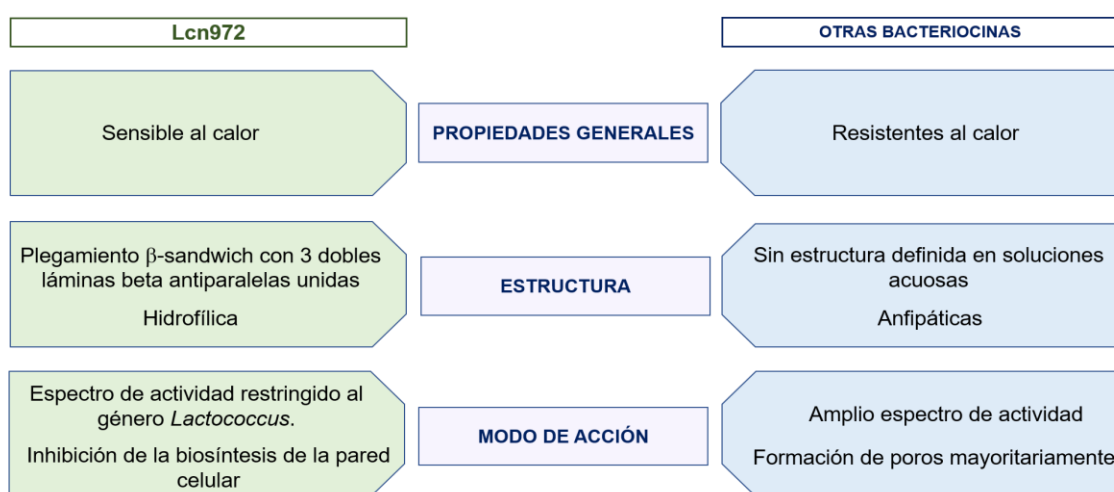 Lcn972
OTRAS BACTERIOCINAS
Sensible al calor
PROPIEDADES GENERALES
Resistentes al calor
Plegamiento β-sandwich con 3 dobles
láminas beta antiparalelas unidas
Hidrofílica
ESTRUCTURA
Sin estructura definida en soluciones
acuosas
Anfipáticas
Espectro de actividad restringido al
género Lactococcus.
Inhibición de la biosíntesis de la pared
celular
MODO DE ACCIÓN
Amplio espectro de actividad
Formación de poros mayoritariamente